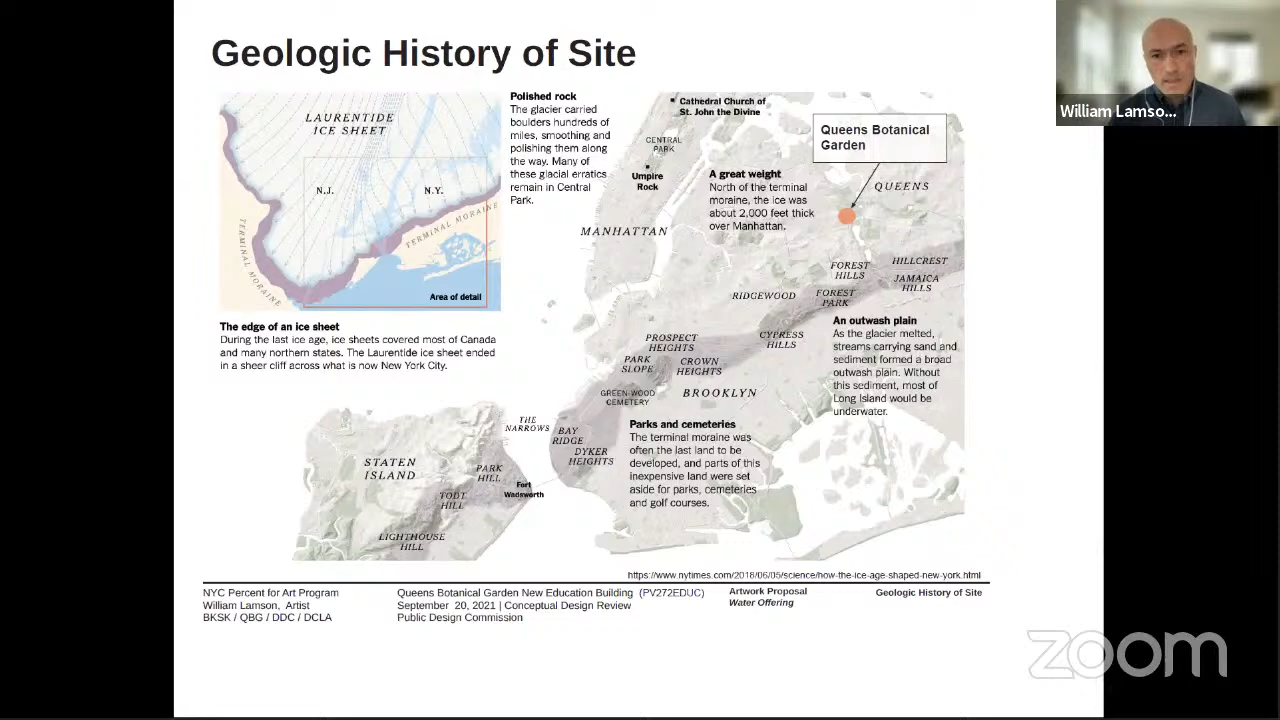 Geologic History of Site
William Lamso...
LAURENTIDE
ICE SHEET
N.J.
N.Y.
TERMINAL MORAINE
TERMINAL MORAINE
Area of detail
The edge of an ice sheet
During the last ice age, ice sheets covered most of Canada
and many northern states. The Laurentide ice sheet ended
in a sheer cliff across what is now New York City.
Polished rock
The glacier carried
boulders hundreds of
miles, smoothing and
polishing them along
the way. Many of
these glacial erratics
remain in Central
Park.
Cathedral Church of
St. John the Divine
CENTRAL
PARK
Umpire
Rock
MANHATTAN
A great weight
North of the terminal
moraine, the ice was
about 2,000 feet thick
over Manhattan.
Queens Botanical
Garden
QUEENS
FOREST
HILLS
HILLCREST
JAMAICA
HILLS
RIDGEWOOD
FOREST
PARK
CYPRESS
HILLS
PROSPECT
HEIGHTS
PARK
SLOPE
CROWN
HEIGHTS
GREEN-WOOD
CEMETERY
BROOKLYN
An outwash plain
As the glacier melted,
streams carrying sand and
sediment formed a broad
outwash plain. Without
this sediment, most of
Long Island would be
underwater.
THE
NARROWS
BAY
RIDGE
DYKER
HEIGHTS
Parks and cemeteries
The terminal moraine was
often the last land to be
developed, and parts of this
inexpensive land were set
aside for parks, cemeteries
and golf courses.
STATEN
ISLAND
PARK
HILL
Fort
Wadsworth
TODT
HILL
LIGHTHOUSE
HILL
https://www.nytimes.com/2018/06/05/science/how-the-ice-age-shaped-new-york.html
NYC Percent for Art Program
William Lamson, Artist
BKSK / QBG / DDC / DCLA
Queens Botanical Garden New Education Building (PV272EDUC)
September 20, 2021 | Conceptual Design Review
Public Design Commission
Artwork Proposal
Water Offering
Geologic History of Site
zoom